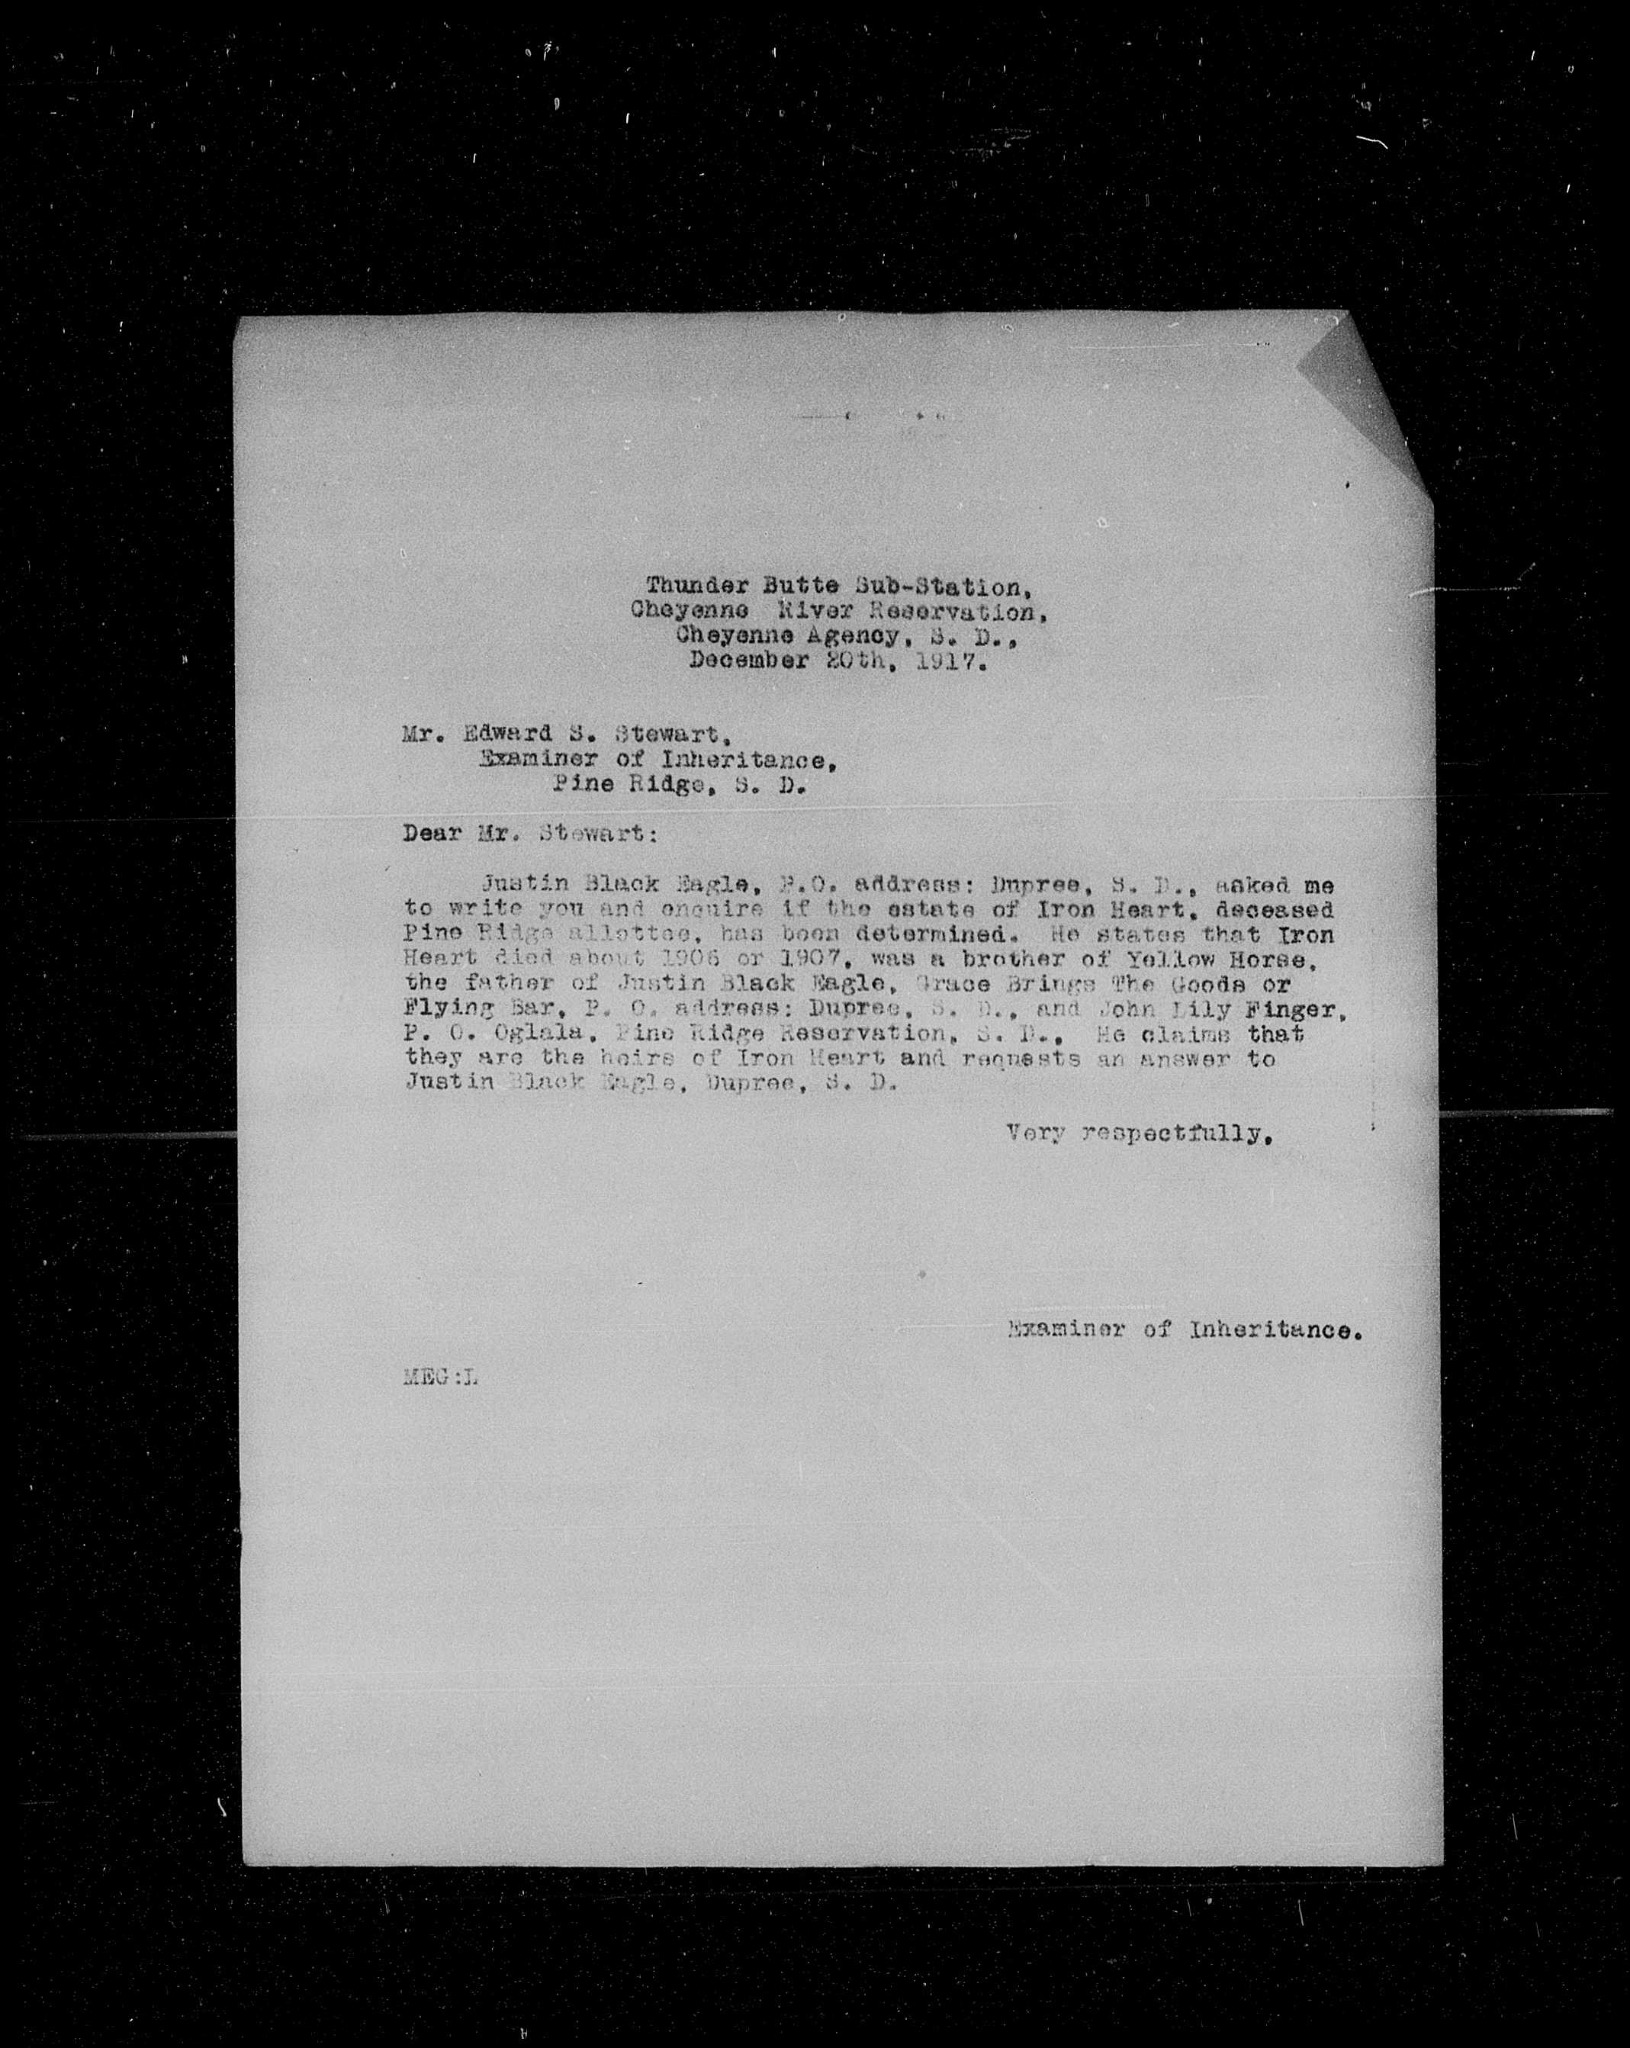 Thunder Butte Sub-Station,
Cheyenne River Reservation,
Cheyenne Agency, S. D.,
December 20th, 1917.
Mr. Edward S. Stewart,
Examiner of Inheritance,
Pine Ridge, S. D.
Dear Mr. Stewart:
Justin Black Eagle, P.O. address: Dupree, S. D., asked me
to write you and enquire if the estate of Iron Heart, deceased
Pine Ridge allottee, has been determined. He states that Iron
Heart died about 1906 or 1907, was a brother of Yellow Horse,
the father of Justin Black Eagle, Grace Brings The Goods or
Flying Bar, P. O. address: Dupree, S. D., and John Lily Finger,
P. O. Oglala, Pine Ridge Reservation, S. D.. He claims that
they are the heirs of Iron Heart and requests an answer to
Justin Black Eagle, Dupree, S. D.
Very respectfully,
Examiner of Inheritance.
MEG:L